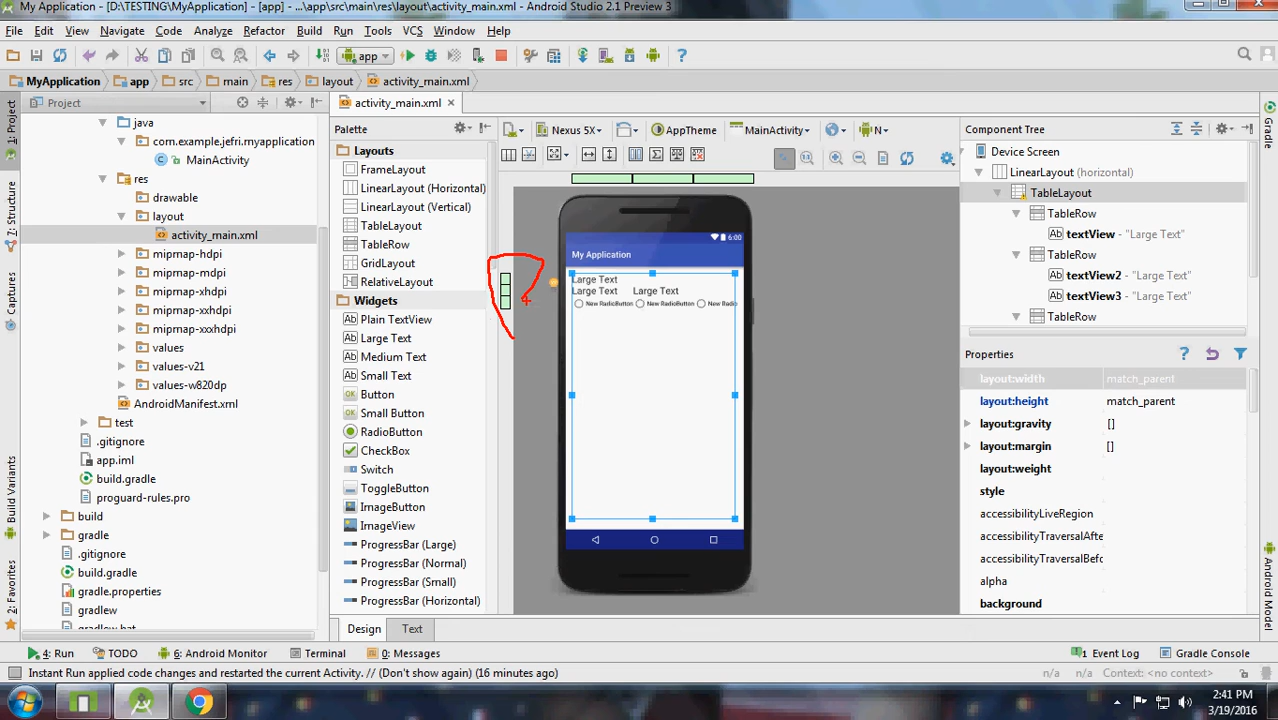 My Application - [D:\TESTING\MyApplication] - [app] - ...\app\src\main\res\layout\activity_main.xml - Android Studio 2.1 Preview 3
File Edit View Navigate Code Analyze Refactor Build Run Tools VCS Window Help
app
MyApplication app src main res layout activity_main.xml
1: Project
7: Structure
Captures
Build Variants
2: Favorites
Project
java
com.example.jefri.myapplication
MainActivity
res
drawable
layout
activity_main.xml
mipmap-hdpi
mipmap-mdpi
mipmap-xhdpi
mipmap-xxhdpi
mipmap-xxxhdpi
values
values-v21
values-w820dp
AndroidManifest.xml
test
.gitignore
app.iml
build.gradle
proguard-rules.pro
build
gradle
.gitignore
build.gradle
gradle.properties
gradlew
gradlew.bat
activity_main.xml
Palette
Layouts
FrameLayout
LinearLayout (Horizontal)
LinearLayout (Vertical)
TableLayout
TableRow
GridLayout
RelativeLayout
Widgets
Plain TextView
Large Text
Medium Text
Small Text
Button
Small Button
RadioButton
CheckBox
Switch
ToggleButton
ImageButton
ImageView
ProgressBar (Large)
ProgressBar (Normal)
ProgressBar (Small)
ProgressBar (Horizontal)
Nexus 5X AppTheme MainActivity N
6:00
My Application
Large Text
Large Text Large Text
New RadioButton New RadioButton New Radio
Design Text
Component Tree
Device Screen
LinearLayout (horizontal)
TableLayout
TableRow
Ab textView - "Large Text"
TableRow
Ab textView2 - "Large Text"
Ab textView3 - "Large Text"
TableRow
Properties
layout:width match_parent
layout:height match_parent
layout:gravity []
layout:margin []
layout:weight
style
accessibilityLiveRegion
accessibilityTraversalAfte
accessibilityTraversalBefo
alpha
background
Gradle
Android Model
4: Run TODO 6: Android Monitor Terminal 0: Messages 1 Event Log Gradle Console
Instant Run applied code changes and restarted the current Activity. // (Don't show again) (16 minutes ago) n/a n/a Context: <no context>
2:41 PM
3/19/2016